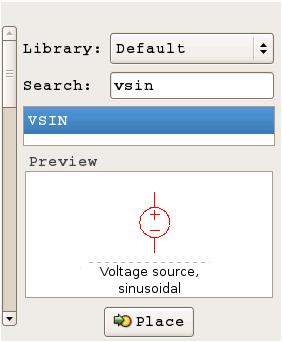 Library: Default
Search: vsin
VSIN
Preview
Voltage source,
sinusoidal
Place